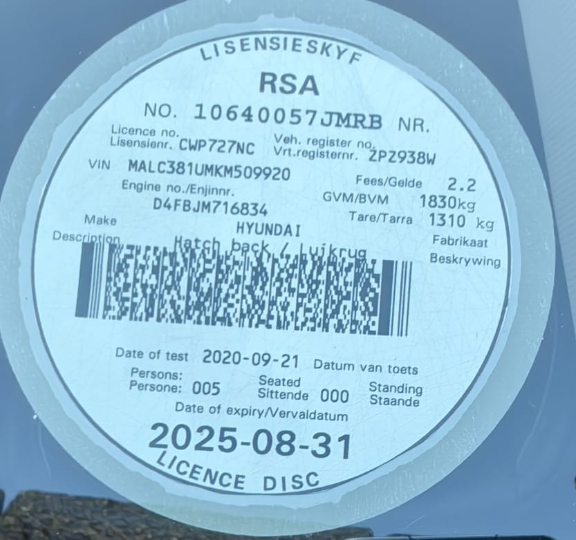 LISENSIESKYF
RSA
NO. 10640057JMRB NR.
Licence no. Veh. register no.
Lisensienr. CWP727NC Vrt.registernr. ZPZ938W
VIN MALC381UMKM509920 Fees/Gelde 2.2
Engine no./Enjinnr. GVM/BVM 1830kg
D4FBJM716834 Tare/Tarra 1310 kg
Make HYUNDAI Fabrikaat
Description Hatch back / Luikrug Beskrywing
Date of test 2020-09-21 Datum van toets
Persons: Seated Standing
Persone: 005 Sittende 000 Staande
Date of expiry/Vervaldatum
2025-08-31
LICENCE DISC